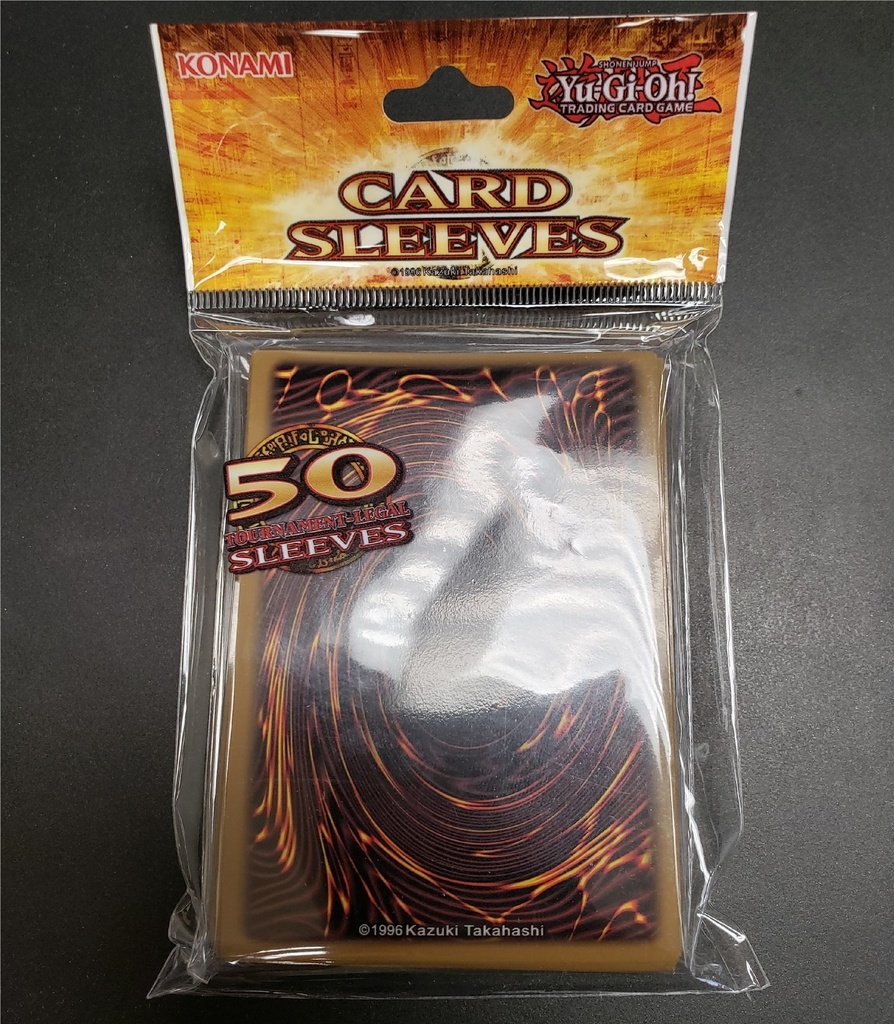 KONAMI
SHONEN JUMP
Yu-Gi-Oh!
TRADING CARD GAME
CARD
SLEEVES
©1996 Kazuki Takahashi
50
TOURNAMENT-LEGAL
SLEEVES
©1996 Kazuki Takahashi